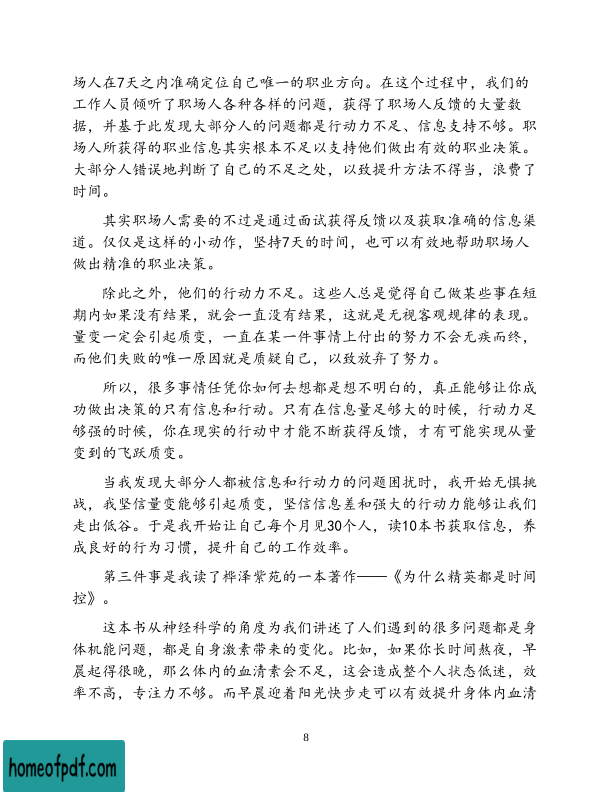 场人在7天之内准确定位自己唯一的职业方向。在这个过程中，我们的
工作人员倾听了职场人各种各样的问题，获得了职场人反馈的大量数
据，并基于此发现大部分人的问题都是行动力不足、信息支持不够。职
场人所获得的职业信息其实根本不足以支持他们做出有效的职业决策。
大部分人错误地判断了自己的不足之处，以致提升方法不得当，浪费了
时间。
其实职场人需要的不过是通过面试获得反馈以及获取准确的信息渠
道。仅仅是这样的小动作，坚持7天的时间，也可以有效地帮助职场人
做出精准的职业决策。
除此之外，他们的行动力不足。这些人总是觉得自己做某些事在短
期内如果没有结果，就会一直没有结果，这就是无视客观规律的表现。
量变一定会引起质变，一直在某一件事情上付出的努力不会无疾而终，
而他们失败的唯一原因就是质疑自己，以致放弃了努力。
所以，很多事情任凭你如何去想都是想不明白的，真正能够让你成
功做出决策的只有信息和行动。只有在信息量足够大的时候，行动力足
够强的时候，你在现实的行动中才能不断获得反馈，才有可能实现从量
变到的飞跃质变。
当我发现大部分人都被信息和行动力的问题困扰时，我开始无惧挑
战，我坚信量变能够引起质变，坚信信息差和强大的行动力能够让我们
走出低谷。于是我开始让自己每个月见30个人，读10本书获取信息，养
成良好的行为习惯，提升自己的工作效率。
第三件事是我读了桦泽紫苑的一本著作——《为什么精英都是时间
控》。
这本书从神经科学的角度为我们讲述了人们遇到的很多问题都是身
体机能问题，都是自身激素带来的变化。比如，如果你长时间熬夜，早
晨起得很晚，那么体内的血清素会不足，这会造成整个人状态低迷，效
率不高，专注力不够。而早晨迎着阳光快步走可以有效提升身体内血清
8
homeofpdf.com